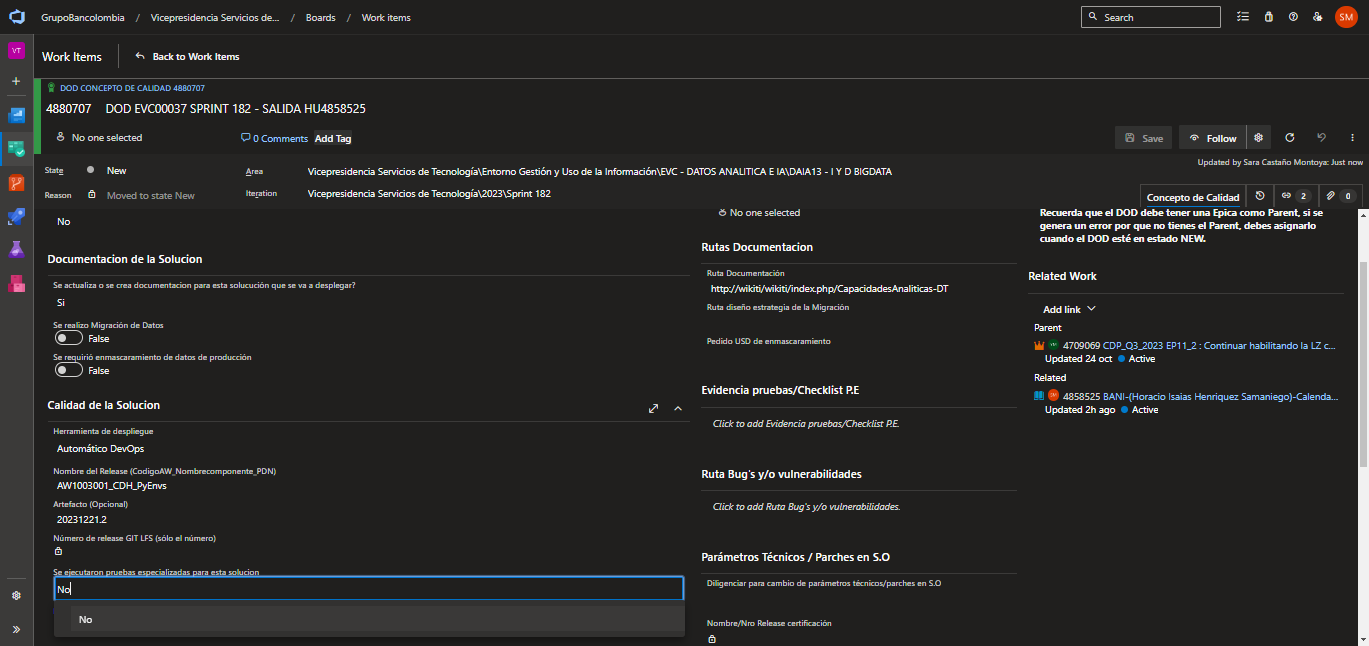 GrupoBancolombia / Vicepresidencia Servicios de... / Boards / Work items
Search
SM
VT
Work Items
Back to Work Items
DOD CONCEPTO DE CALIDAD 4880707
4880707 DOD EVC00037 SPRINT 182 - SALIDA HU4858525
No one selected
0 Comments
Add Tag
Save
Follow
Updated by Sara Castaño Montoya: Just now
State New
Area Vicepresidencia Servicios de Tecnología\Entorno Gestión y Uso de la Información\EVC - DATOS ANALITICA E IA\DAIA13 - I Y D BIGDATA
Reason Moved to state New
Iteration Vicepresidencia Servicios de Tecnología\2023\Sprint 182
Concepto de Calidad
2
0
No
Documentacion de la Solucion
Se actualiza o se crea documentacion para esta solucución que se va a desplegar?
Si
Se realizo Migración de Datos
False
Se requirió enmascaramiento de datos de producción
False
Calidad de la Solucion
Herramienta de despliegue
Automático DevOps
Nombre del Release (CodigoAW_Nombrecomponente_PDN)
AW1003001_CDH_PyEnvs
Artefacto (Opcional)
20231221.2
Número de release GIT LFS (sólo el número)
Se ejecutaron pruebas especializadas para esta solucion
No
No
No one selected
Rutas Documentacion
Ruta Documentación
http://wikiti/wikiti/index.php/CapacidadesAnaliticas-DT
Ruta diseño estrategia de la Migración
Pedido USD de enmascaramiento
Evidencia pruebas/Checklist P.E
Click to add Evidencia pruebas/Checklist P.E.
Ruta Bug's y/o vulnerabilidades
Click to add Ruta Bug's y/o vulnerabilidades.
Parámetros Técnicos / Parches en S.O
Diligenciar para cambio de parámetros técnicos/parches en S.O
Nombre/Nro Release certificación
Recuerda que el DOD debe tener una Epica como Parent, si se
genera un error por que no tienes el Parent, debes asignarlo
cuando el DOD esté en estado NEW.
Related Work
Add link
Parent
4709069 CDP_Q3_2023 EP11_2 : Continuar habilitando la LZ c...
Updated 24 oct Active
Related
4858525 BANI-(Horacio Isaias Henriquez Samaniego)-Calenda...
Updated 2h ago Active